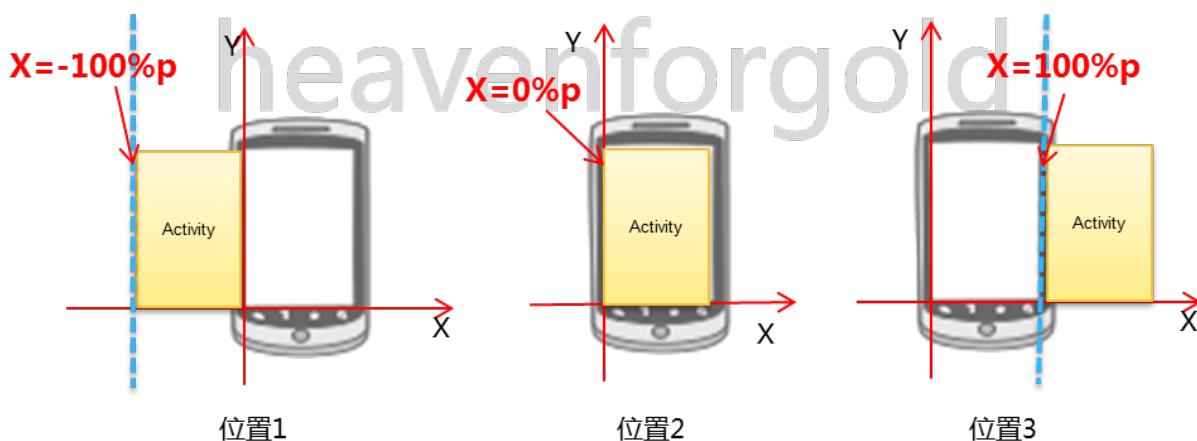 heavenforgold
X=-100%p
Y
Activity
X
位置1
X=0%p
Y
Activity
X
位置2
X=100%p
Y
Activity
X
位置3